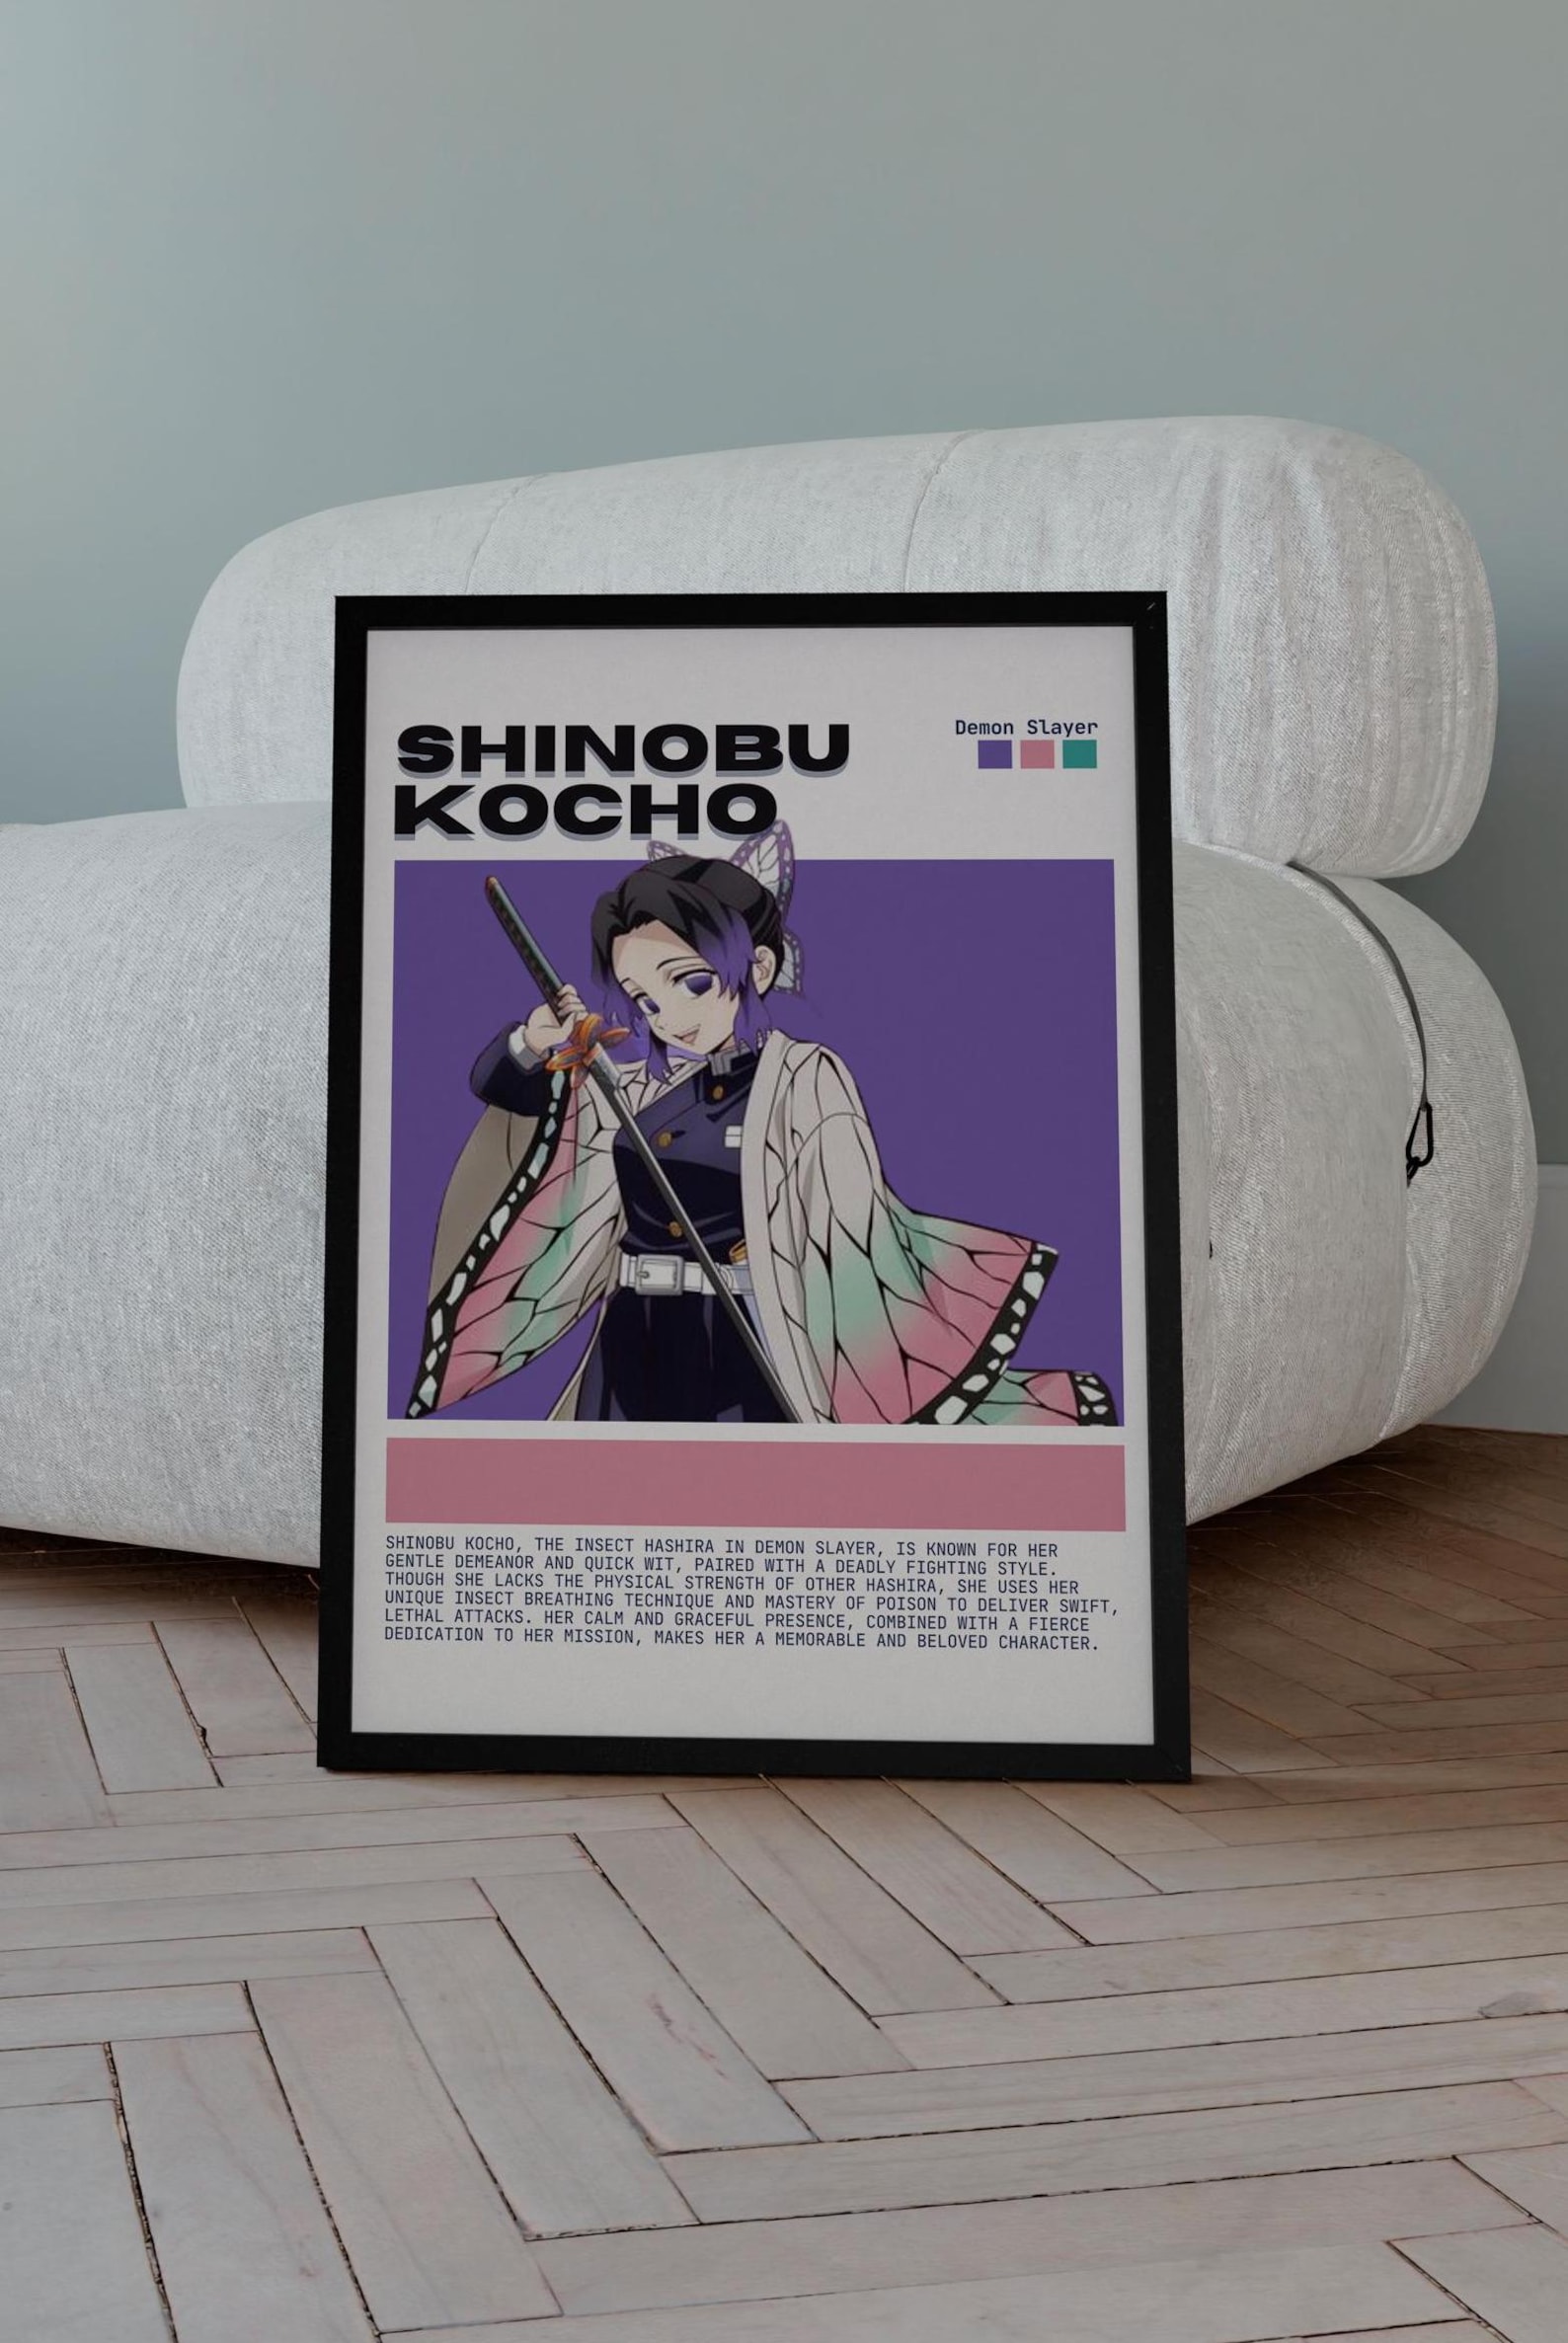 SHINOBU
KOCHO
Demon Slayer
SHINOBU KOCHO, THE INSECT HASHIRA IN DEMON SLAYER, IS KNOWN FOR HER
GENTLE DEMEANOR AND QUICK WIT, PAIRED WITH A DEADLY FIGHTING STYLE.
THOUGH SHE LACKS THE PHYSICAL STRENGTH OF OTHER HASHIRA, SHE USES HER
UNIQUE INSECT BREATHING TECHNIQUE AND MASTERY OF POISON TO DELIVER SWIFT,
LETHAL ATTACKS. HER CALM AND GRACEFUL PRESENCE, COMBINED WITH A FIERCE
DEDICATION TO HER MISSION, MAKES HER A MEMORABLE AND BELOVED CHARACTER.